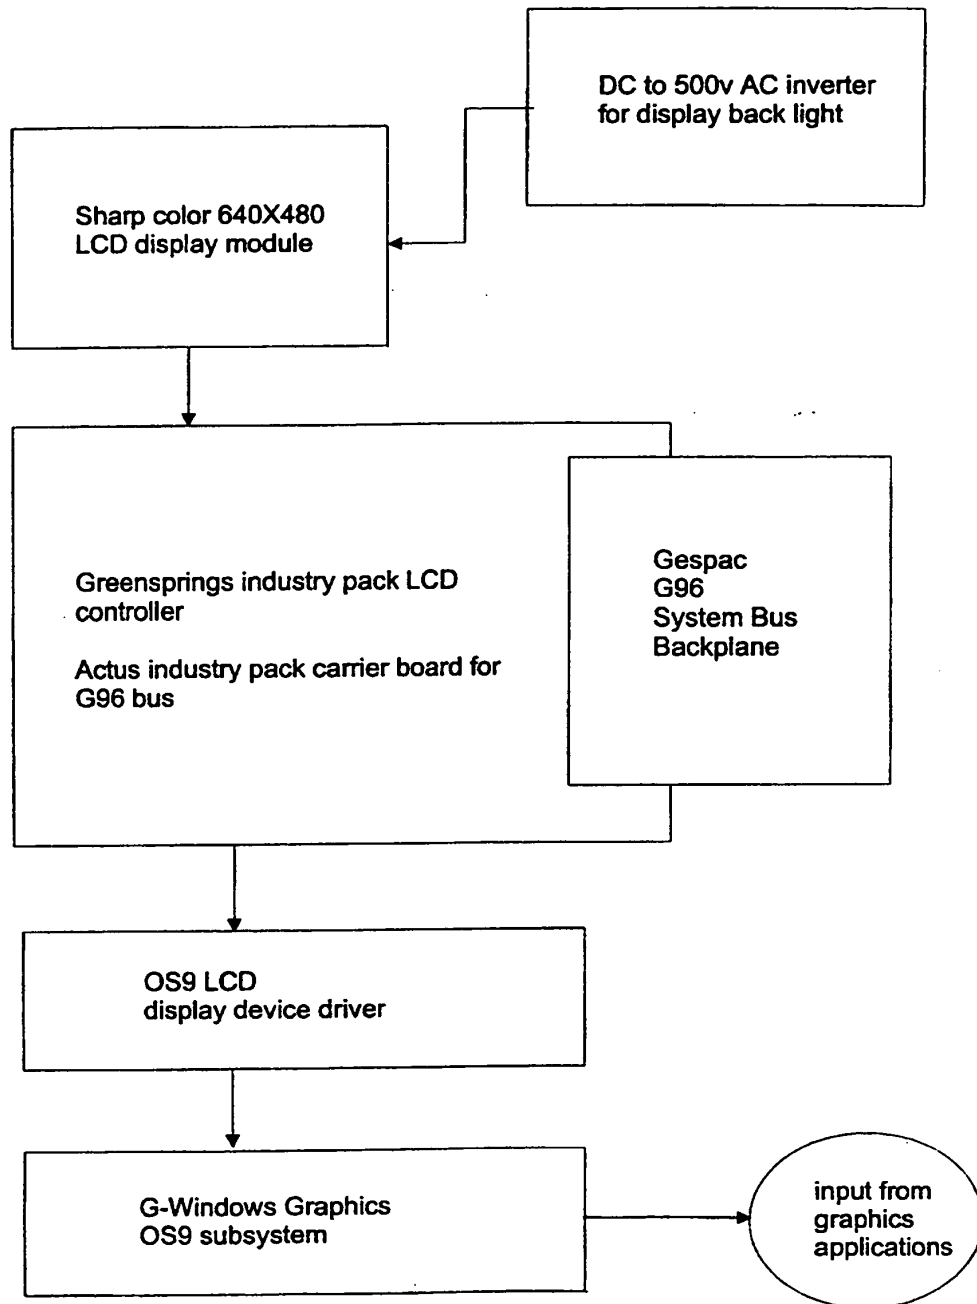 DC to 500v AC inverter
for display back light
Sharp color 640X480
LCD display module
Greensprings industry pack LCD
controller
Actus industry pack carrier board for
G96 bus
Gespac
G96
System Bus
Backplane
OS9 LCD
display device driver
G-Windows Graphics
OS9 subsystem
input from
graphics
applications